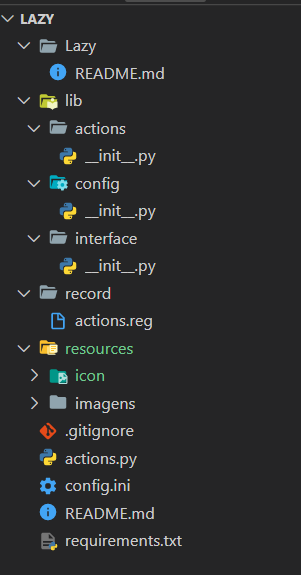 LAZY
Lazy
README.md
lib
actions
__init__.py
config
__init__.py
interface
__init__.py
record
actions.reg
resources
icon
imagens
.gitignore
actions.py
config.ini
README.md
requirements.txt